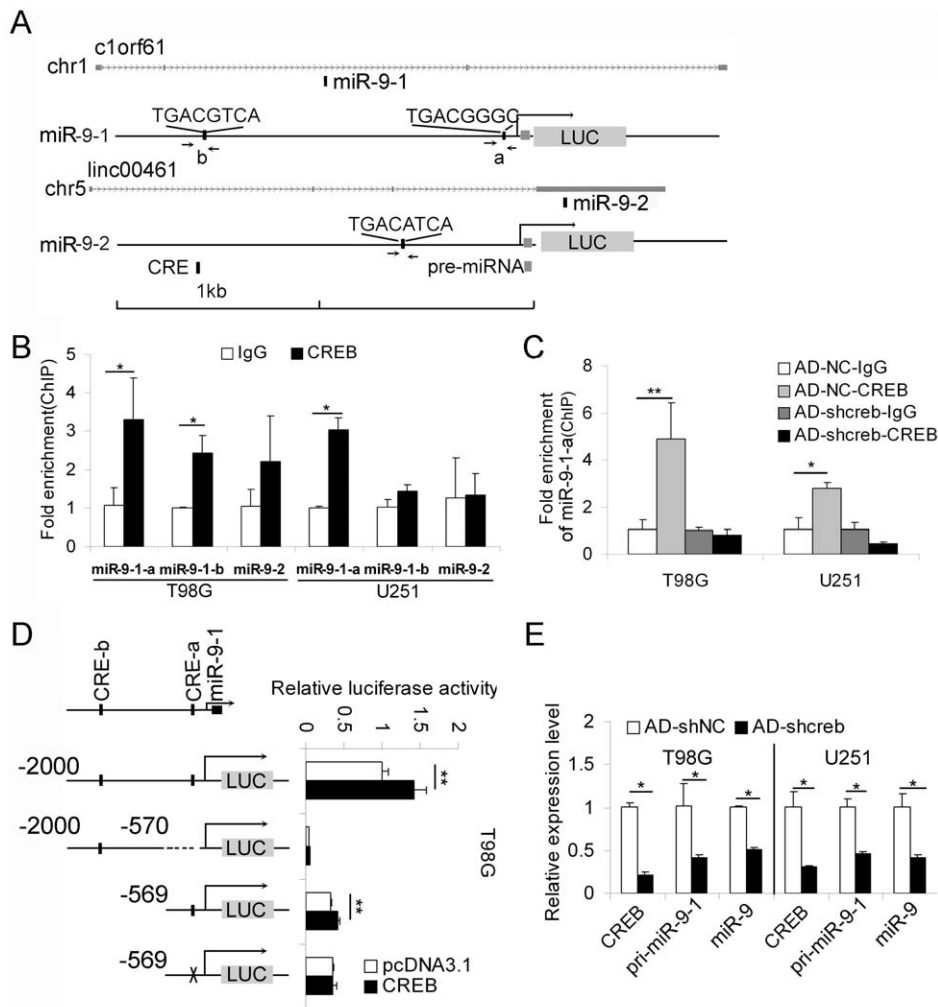 A
c1orf61
chr1
miR-9-1
TGACGTCA
TGACGGGC
miR-9-1
LUC
b
a
linc00461
chr5
miR-9-2
TGACATCA
miR-9-2
LUC
CRE
pre-miRNA
1kb
B
IgG CREB
Fold enrichment(ChIP)
5
4
3
2
1
0
* * *
miR-9-1-a miR-9-1-b miR-9-2 miR-9-1-a miR-9-1-b miR-9-2
T98G U251
C
AD-NC-IgG
AD-NC-CREB
AD-shcreb-IgG
AD-shcreb-CREB
Fold enrichment
of miR-9-1-a(ChIP)
8
6
4
2
0
** *
T98G U251
D
CRE-b
CRE-a
miR-9-1
Relative luciferase activity
0 0.5 1 1.5 2
-2000
LUC
**
-2000 -570
LUC
T98G
-569
LUC
**
-569
X
LUC
pcDNA3.1
CREB
E
AD-shNC AD-shcreb
T98G U251
Relative expression level
2
1.5
1
0.5
0
* * * * * *
CREB pri-miR-9-1 miR-9 CREB pri-miR-9-1 miR-9